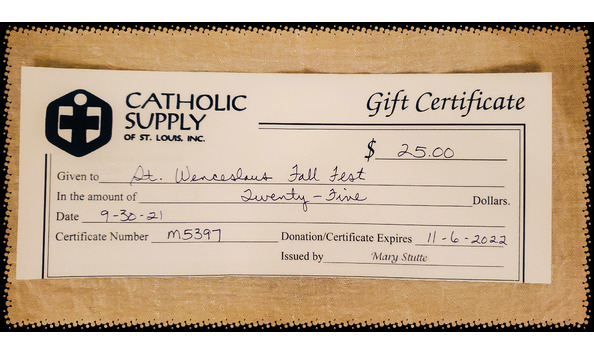 CATHOLIC
SUPPLY
OF ST. LOUIS, INC.
Gift Certificate
$ 25.00
Given to St. Wenceslaus Fall Fest
In the amount of Twenty-Five Dollars.
Date 9-30-21
Certificate Number M5397 Donation/Certificate Expires 11-6-2022
Issued by Mary Stutte